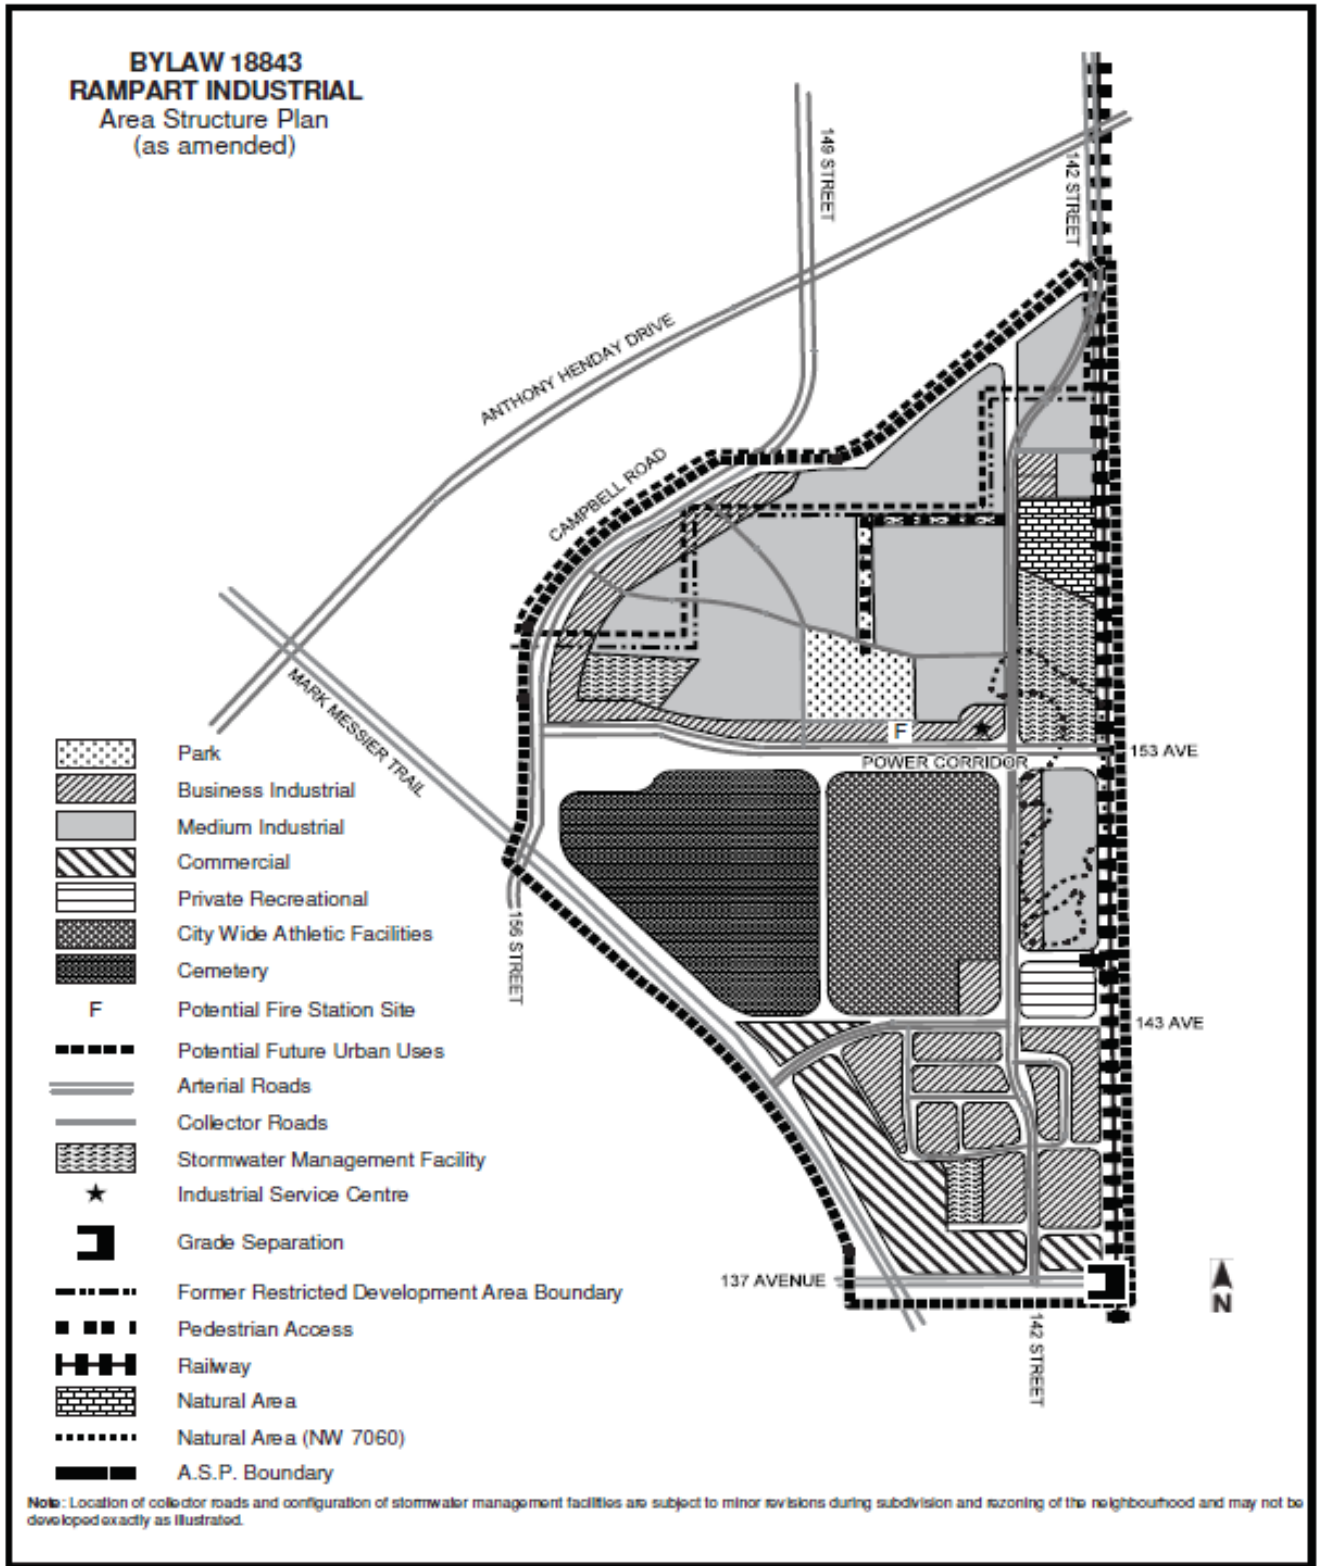 BYLAW 18843
RAMPART INDUSTRIAL
Area Structure Plan
(as amended)
149 STREET
142 STREET
ANTHONY HENDAY DRIVE
CAMPBELL ROAD
MARK MESSIER TRAIL
F
153 AVE
POWER CORRIDOR
156 STREET
143 AVE
137 AVENUE
142 STREET
N
Park
Business Industrial
Medium Industrial
Commercial
Private Recreational
City Wide Athletic Facilities
Cemetery
F Potential Fire Station Site
Potential Future Urban Uses
Arterial Roads
Collector Roads
Stormwater Management Facility
Industrial Service Centre
Grade Separation
Former Restricted Development Area Boundary
Pedestrian Access
Railway
Natural Area
Natural Area (NW 7060)
A.S.P. Boundary
Note: Location of collector roads and configuration of stormwater management facilities are subject to minor revisions during subdivision and rezoning of the neighbourhood and may not be
developed exactly as illustrated.